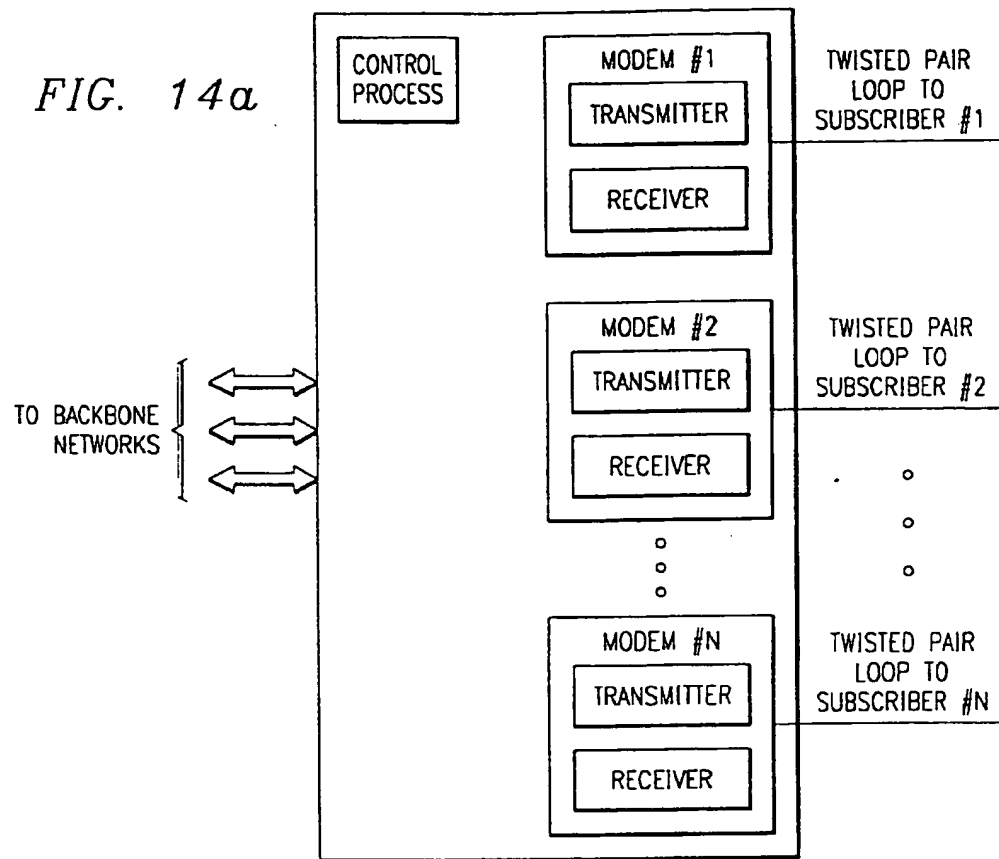 FIG. 14a
CONTROL
PROCESS
MODEM #1
TRANSMITTER
RECEIVER
TWISTED PAIR
LOOP TO
SUBSCRIBER #1
MODEM #2
TRANSMITTER
RECEIVER
TWISTED PAIR
LOOP TO
SUBSCRIBER #2
TO BACKBONE
NETWORKS
MODEM #N
TRANSMITTER
RECEIVER
TWISTED PAIR
LOOP TO
SUBSCRIBER #N